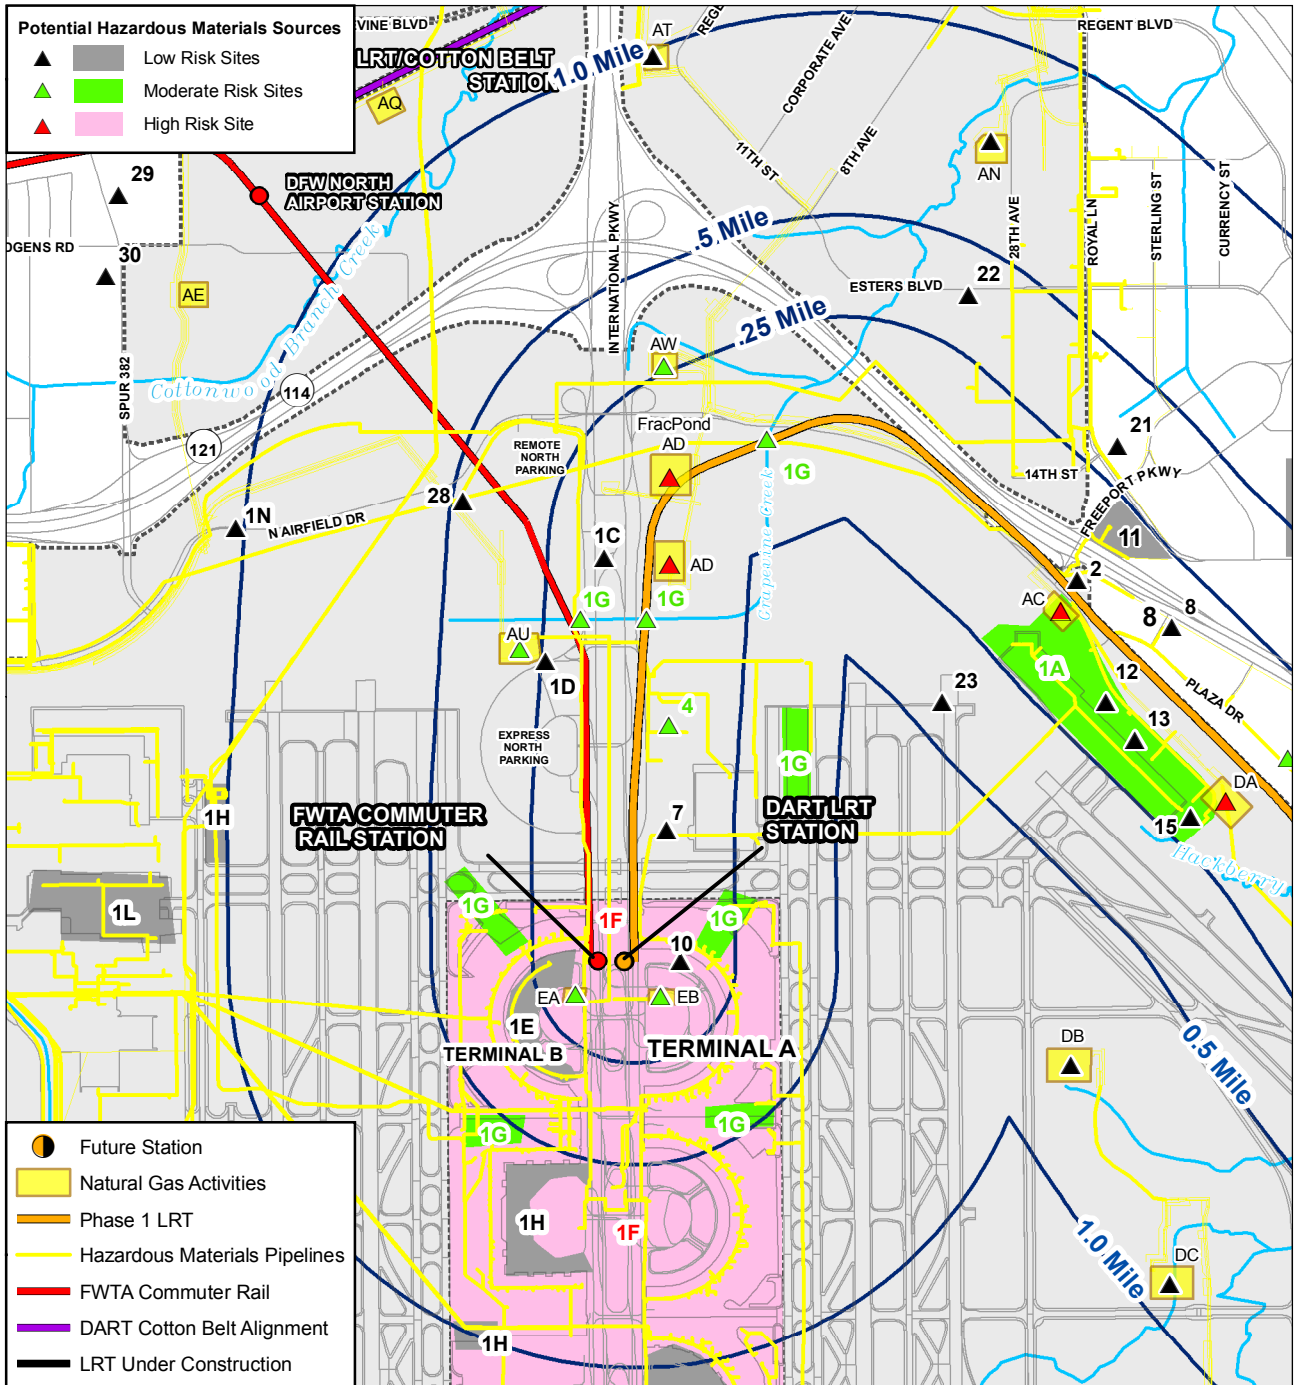 Potential Hazardous Materials Sources
Low Risk Sites
Moderate Risk Sites
High Risk Site
EVINE BLVD
LRT/COTTON BELT
STATION
1.0 Mile
AT
CORPORATE AVE
REGENT BLVD
AQ
11TH ST
8TH AVE
AN
29
DFW NORTH
AIRPORT STATION
INTERNATIONAL PKWY
.5 Mile
28TH AVE
ROYAL LN
STERLING ST
CURRENCY ST
OGENS RD
30
AE
Cottonwood Branch Creek
ESTERS BLVD
22
.25 Mile
SPUR 382
114
AW
121
FracPond
AD
REMOTE
NORTH
PARKING
1G
21
14TH ST
FREEPORT PKWY
28
1N
N AIRFIELD DR
1C
AD
Grapevine Creek
11
2
1G
1G
AC
8
8
AU
1D
1A
12
23
4
13
PLAZA DR
EXPRESS
NORTH
PARKING
1G
DA
FWTA COMMUTER
RAIL STATION
DART LRT
STATION
7
1H
15
Hackberry
1L
1G
1F
1G
10
EA
EB
1E
TERMINAL B
TERMINAL A
DB
0.5 Mile
1G
1G
Future Station
Natural Gas Activities
Phase 1 LRT
Hazardous Materials Pipelines
FWTA Commuter Rail
DART Cotton Belt Alignment
LRT Under Construction
1H
1F
1.0 Mile
DC
1H